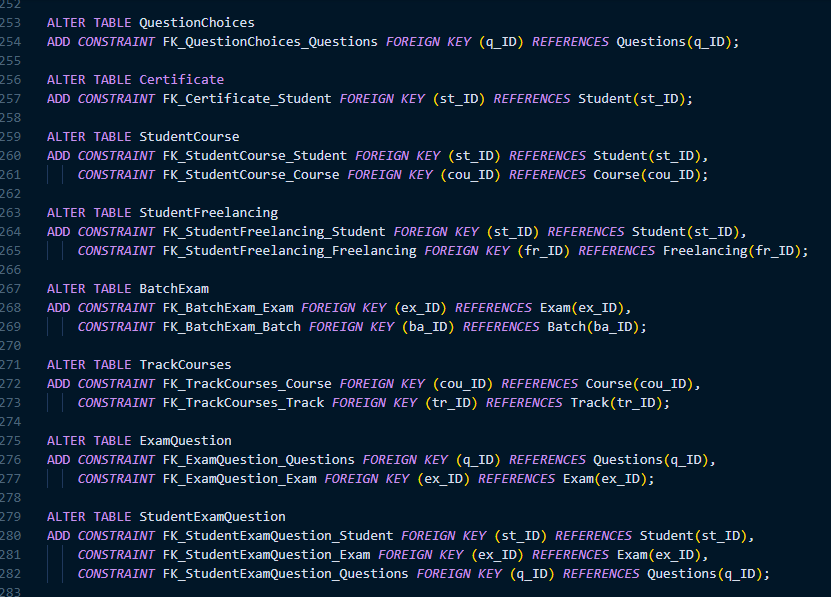 252
253 ALTER TABLE QuestionChoices
254 ADD CONSTRAINT FK_QuestionChoices_Questions FOREIGN KEY (q_ID) REFERENCES Questions(q_ID);
255
256 ALTER TABLE Certificate
257 ADD CONSTRAINT FK_Certificate_Student FOREIGN KEY (st_ID) REFERENCES Student(st_ID);
258
259 ALTER TABLE StudentCourse
260 ADD CONSTRAINT FK_StudentCourse_Student FOREIGN KEY (st_ID) REFERENCES Student(st_ID),
261     CONSTRAINT FK_StudentCourse_Course FOREIGN KEY (cou_ID) REFERENCES Course(cou_ID);
262
263 ALTER TABLE StudentFreelancing
264 ADD CONSTRAINT FK_StudentFreelancing_Student FOREIGN KEY (st_ID) REFERENCES Student(st_ID),
265     CONSTRAINT FK_StudentFreelancing_Freelancing FOREIGN KEY (fr_ID) REFERENCES Freelancing(fr_ID);
266
267 ALTER TABLE BatchExam
268 ADD CONSTRAINT FK_BatchExam_Exam FOREIGN KEY (ex_ID) REFERENCES Exam(ex_ID),
269     CONSTRAINT FK_BatchExam_Batch FOREIGN KEY (ba_ID) REFERENCES Batch(ba_ID);
270
271 ALTER TABLE TrackCourses
272 ADD CONSTRAINT FK_TrackCourses_Course FOREIGN KEY (cou_ID) REFERENCES Course(cou_ID),
273     CONSTRAINT FK_TrackCourses_Track FOREIGN KEY (tr_ID) REFERENCES Track(tr_ID);
274
275 ALTER TABLE ExamQuestion
276 ADD CONSTRAINT FK_ExamQuestion_Questions FOREIGN KEY (q_ID) REFERENCES Questions(q_ID),
277     CONSTRAINT FK_ExamQuestion_Exam FOREIGN KEY (ex_ID) REFERENCES Exam(ex_ID);
278
279 ALTER TABLE StudentExamQuestion
280 ADD CONSTRAINT FK_StudentExamQuestion_Student FOREIGN KEY (st_ID) REFERENCES Student(st_ID),
281     CONSTRAINT FK_StudentExamQuestion_Exam FOREIGN KEY (ex_ID) REFERENCES Exam(ex_ID),
282     CONSTRAINT FK_StudentExamQuestion_Questions FOREIGN KEY (q_ID) REFERENCES Questions(q_ID);
283